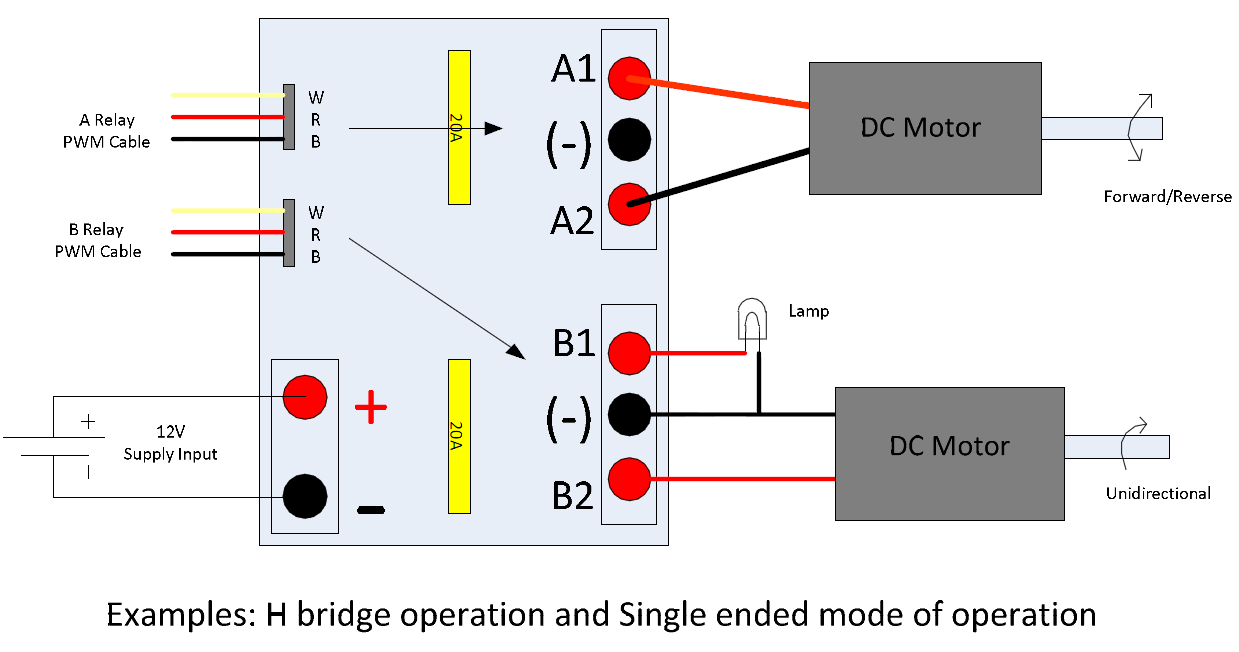 A1
W
R
B
A Relay
PWM Cable
20A
(-)
DC Motor
A2
Forward/Reverse
W
R
B
B Relay
PWM Cable
Lamp
B1
+
12V
Supply Input
+
-
20A
(-)
DC Motor
B2
Unidirectional
-
Examples: H bridge operation and Single ended mode of operation